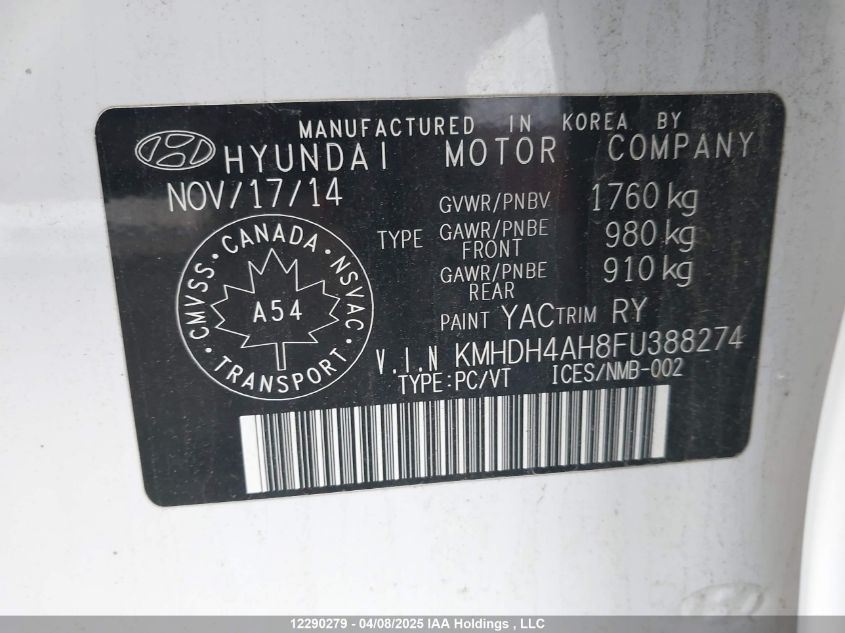 MANUFACTURED IN KOREA BY
HYUNDAI MOTOR COMPANY
NOV/17/14
GVWR/PNBV 1760 kg
TYPE GAWR/PNBE FRONT 980 kg
GAWR/PNBE REAR 910 kg
PAINT YAC TRIM RY
V.I.N KMHDH4AH8FU388274
TYPE:PC/VT ICES/NMB-002
CMVSS • CANADA • NSVAC • TRANSPORT •
A54
12290279 - 04/08/2025 IAA Holdings , LLC